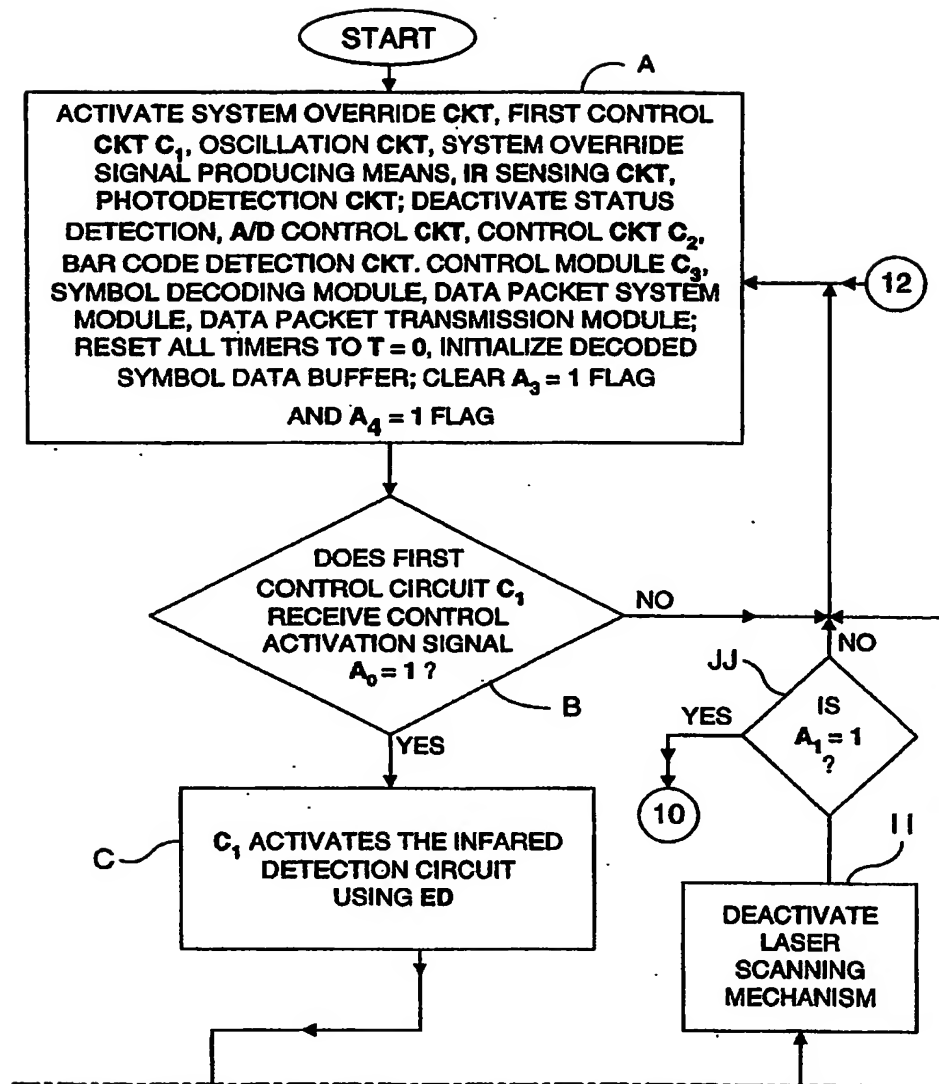 START
A
ACTIVATE SYSTEM OVERRIDE CKT, FIRST CONTROL
CKT C₁, OSCILLATION CKT, SYSTEM OVERRIDE
SIGNAL PRODUCING MEANS, IR SENSING CKT,
PHOTODETECTION CKT; DEACTIVATE STATUS
DETECTION, A/D CONTROL CKT, CONTROL CKT C₂,
BAR CODE DETECTION CKT. CONTROL MODULE C₃,
SYMBOL DECODING MODULE, DATA PACKET SYSTEM
MODULE, DATA PACKET TRANSMISSION MODULE;
RESET ALL TIMERS TO T = 0, INITIALIZE DECODED
SYMBOL DATA BUFFER; CLEAR A₃ = 1 FLAG
AND A₄ = 1 FLAG
12
DOES FIRST
CONTROL CIRCUIT C₁
RECEIVE CONTROL
ACTIVATION SIGNAL
A₀ = 1 ?
NO
B
YES
NO
JJ
IS
A₁ = 1
?
YES
10
C
C₁ ACTIVATES THE INFARED
DETECTION CIRCUIT
USING ED
II
DEACTIVATE
LASER
SCANNING
MECHANISM